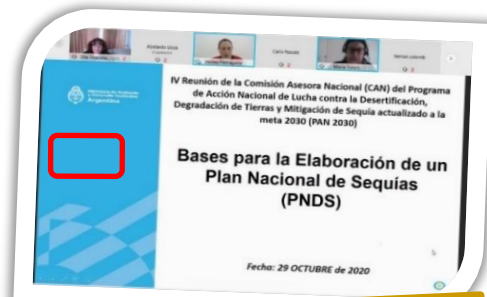 IV Reunión de la Comisión Asesora Nacional (CAN) del Programa
de Acción Nacional de Lucha contra la Desertificación,
Degradación de Tierras y Mitigación de Sequía actualizado a la
meta 2030 (PAN 2030)
Argentina
Bases para la Elaboración de un
Plan Nacional de Sequías
(PNDS)
Fecha: 29 OCTUBRE de 2020